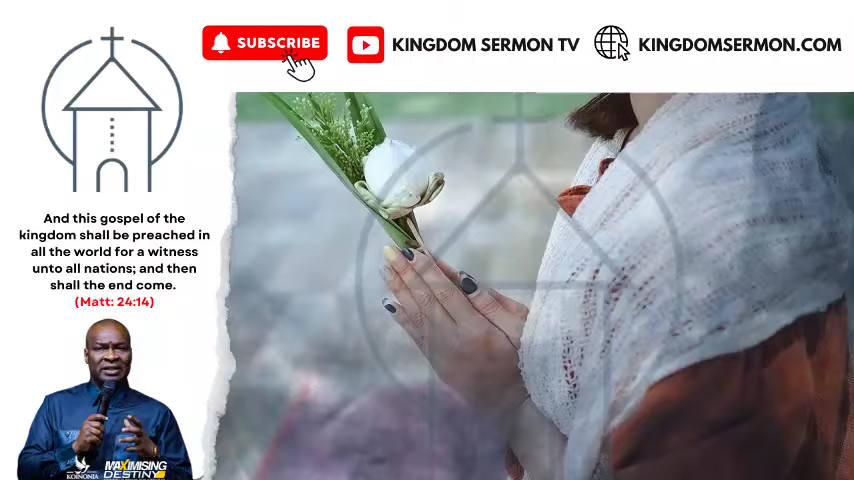 SUBSCRIBE
KINGDOM SERMON TV
KINGDOMSERMON.COM
And this gospel of the
kingdom shall be preached in
all the world for a witness
unto all nations; and then
shall the end come.
(Matt: 24:14)
KOINONIA
MAXIMISING
DESTINY